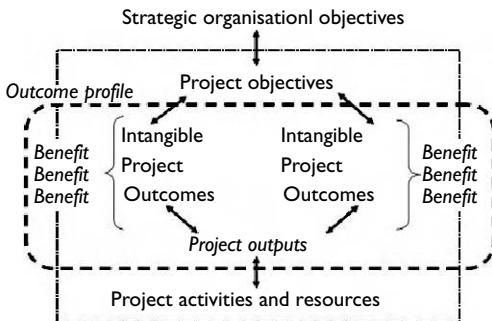 Strategic organisationl objectives
Project objectives
Outcome profile
Intangible
Project
Outcomes
Intangible
Project
Outcomes
Benefit
Benefit
Benefit
Benefit
Benefit
Benefit
Project outputs
Project activities and resources